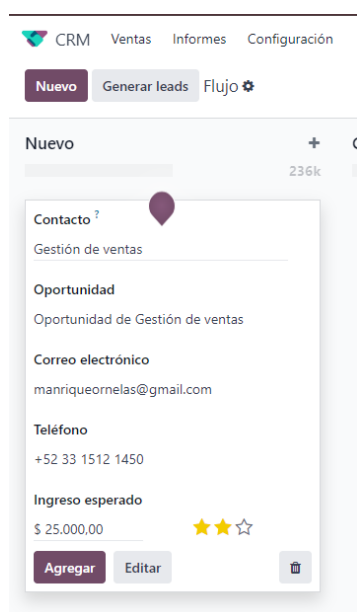 CRM Ventas Informes Configuración
Nuevo Generar leads Flujo
Nuevo +
236k
Contacto ?
Gestión de ventas
Oportunidad
Oportunidad de Gestión de ventas
Correo electrónico
manriqueornelas@gmail.com
Teléfono
+52 33 1512 1450
Ingreso esperado
$ 25.000,00
Agregar Editar